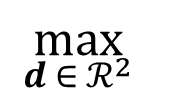 max
𝒅 ∈ ℛ²